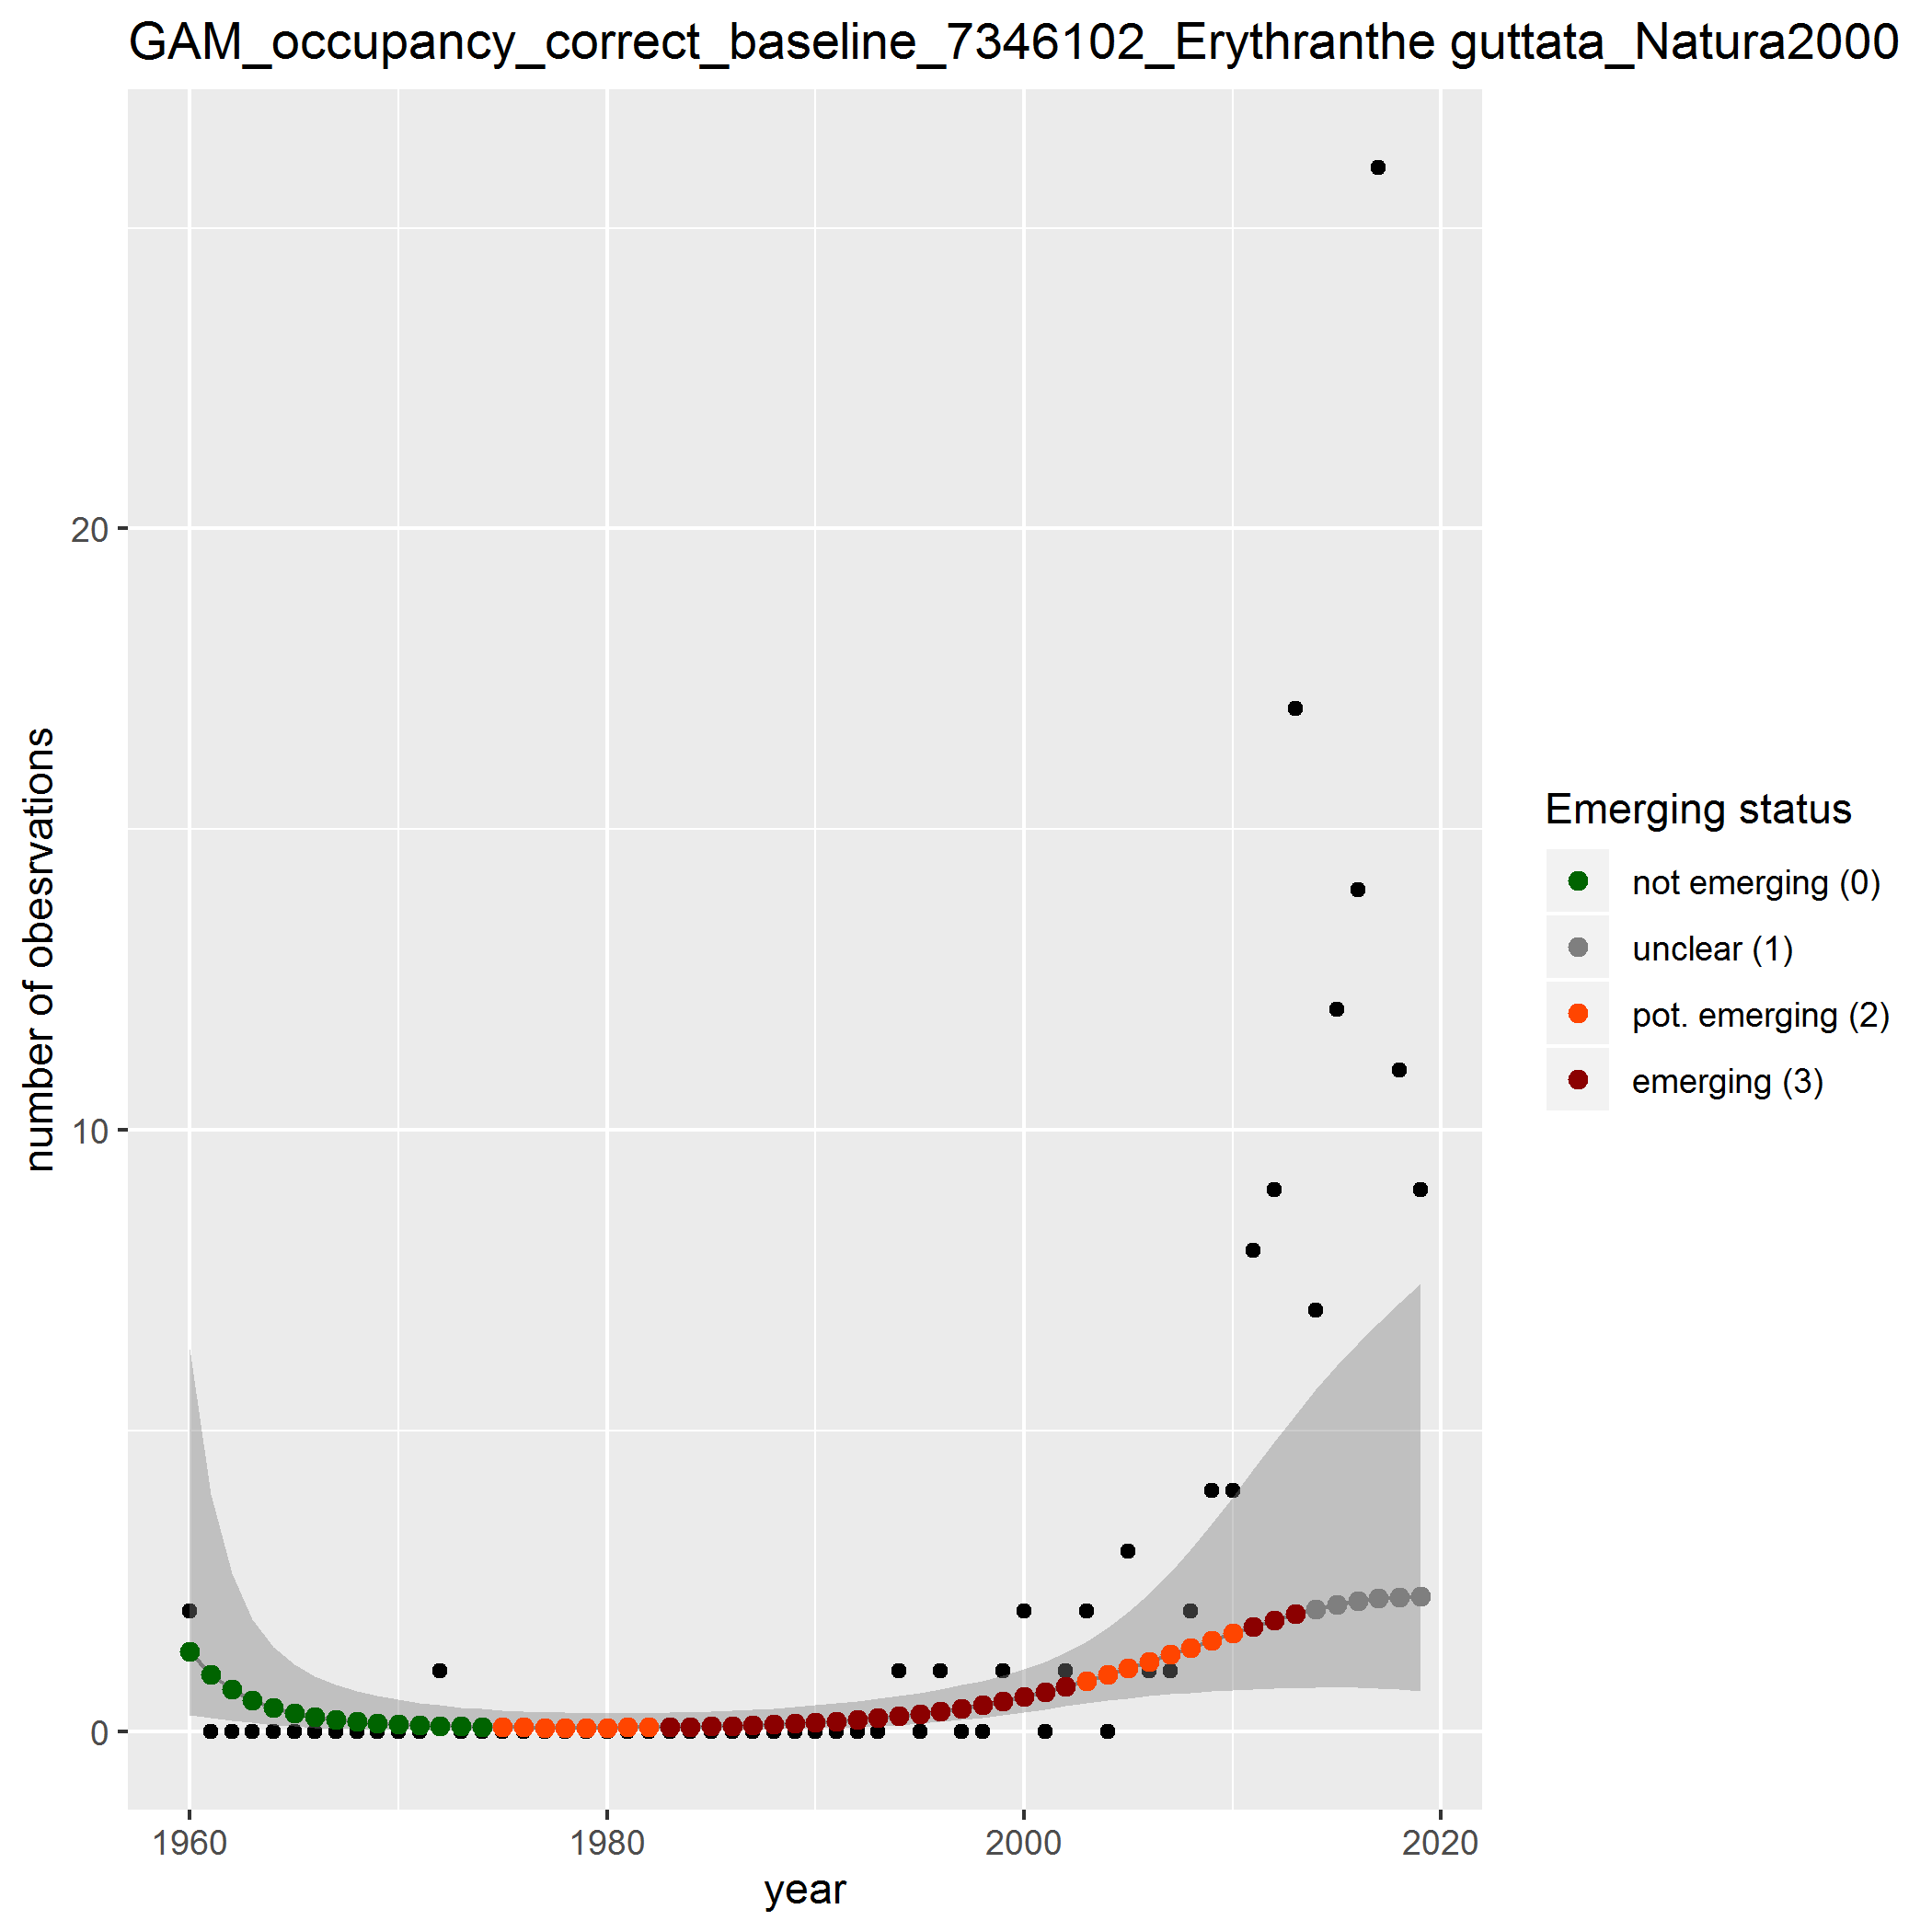 GAM_occupancy_correct_baseline_7346102_Erythranthe guttata_Natura2000
number of obesrvations
20
10
0
1960
1980
2000
2020
year
Emerging status
not emerging (0)
unclear (1)
pot. emerging (2)
emerging (3)